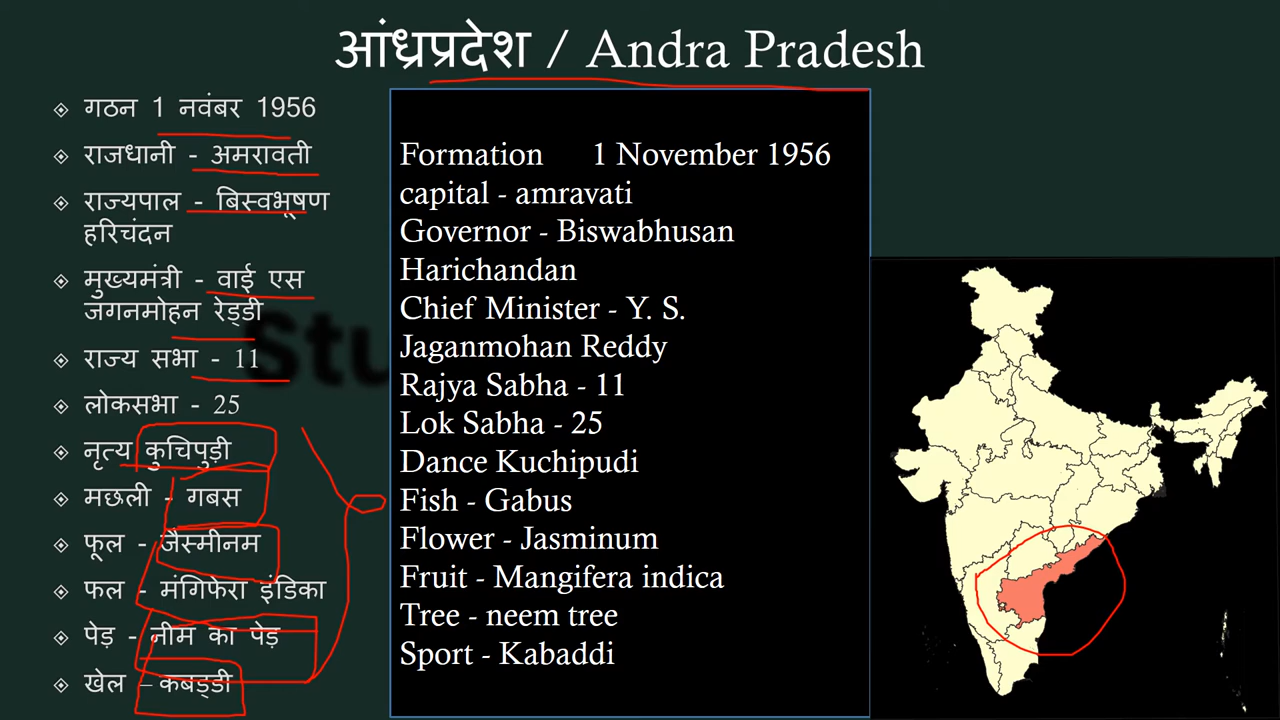 आंध्रप्रदेश / Andra Pradesh
गठन 1 नवंबर 1956
राजधानी - अमरावती
राज्यपाल - बिस्वभूषण
हरिचंदन
मुख्यमंत्री - वाई एस
जगनमोहन रेड्डी
राज्य सभा - 11
लोकसभा - 25
नृत्य कुचिपुड़ी
मछली - गबस
फूल - जैस्मीनम
फल - मंगिफेरा इंडिका
पेड़ - नीम का पेड़
खेल – कबड्डी
Formation 1 November 1956
capital - amravati
Governor - Biswabhusan
Harichandan
Chief Minister - Y. S.
Jaganmohan Reddy
Rajya Sabha - 11
Lok Sabha - 25
Dance Kuchipudi
Fish - Gabus
Flower - Jasminum
Fruit - Mangifera indica
Tree - neem tree
Sport - Kabaddi